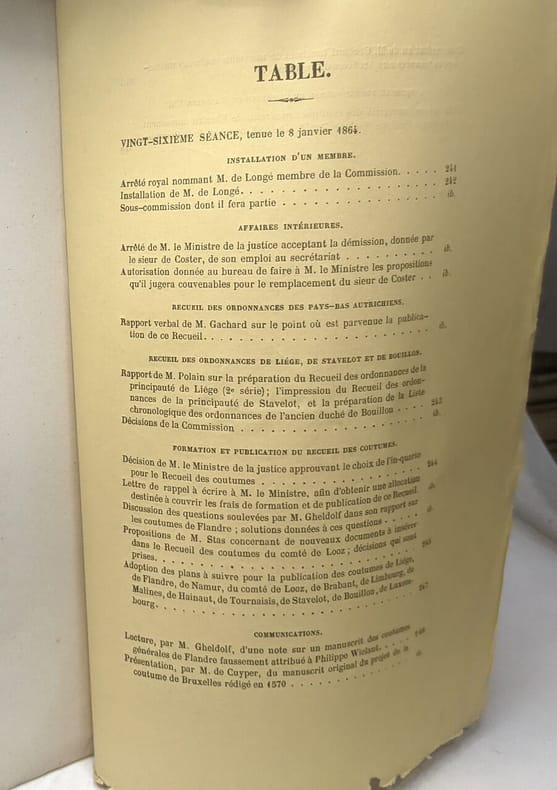 TABLE.
VINGT-SIXIÈME SÉANCE, tenue le 8 janvier 1864.
INSTALLATION D'UN MEMBRE.
Arrêté royal nommant M. de Longé membre de la Commission. . . . . 241
Installation de M. de Longé. . . . . . . . . . . . . . . . . 242
Sous-commission dont il fera partie . . . . . . . . . . . . . ib.
AFFAIRES INTÉRIEURES.
Arrêté de M. le Ministre de la justice acceptant la démission, donnée par
le sieur de Coster, de son emploi au secrétariat . . . . . . . . . ib.
Autorisation donnée au bureau de faire à M. le Ministre les propositions
qu'il jugera couvenables pour le remplacement du sieur de Coster . . ib.
RECUEIL DES ORDONNANCES DES PAYS-BAS AUTRICHIENS.
Rapport verbal de M. Gachard sur le point où est parvenue la publica-
tion de ce Recueil. . . . . . . . . . . . . . . . . . . ib.
RECUEIL DES ORDONNANCES DE LIÉGE, DE STAVELOT ET DE BOUILLON.
Rapport de M. Polain sur la préparation du Recueil des ordonnances de la
principauté de Liége (2e série); l'impression du Recueil des ordon-
nances de la principauté de Stavelot, et la préparation de la Liste
chronologique des ordonnances de l'ancien duché de Bouillon . . . . 243
Décisions de la Commission . . . . . . . . . . . . . . . . ib.
FORMATION ET PUBLICATION DU RECUEIL DES COUTUMES.
Décision de M. le Ministre de la justice approuvant le choix de l'in-quarto
pour le Recueil des coutumes . . . . . . . . . . . . . . . 244
Lettre de rappel à écrire à M. le Ministre, afin d'obtenir une allocation
destinée à couvrir les frais de formation et de publication de ce Recueil ib.
Discussion des questions soulevées par M. Gheldolf dans son rapport sur
les coutumes de Flandre; solutions données à ces questions . . . . . ib.
Propositions de M. Stas concernant de nouveaux documents à insérer
dans le Recueil des coutumes du comté de Looz; décisions qui sont
prises. . . . . . . . . . . . . . . . . . . . . . .
Adoption des plans à suivre pour la publication des coutumes de Liége,
de Flandre, de Namur, du comté de Looz, de Brabant, de Limbourg, de
Malines, de Hainaut, de Tournaisis, de Stavelot, de Bouillon, de Luxem-
bourg. . . . . . . . . . . . . . . . . . . . . . . 247
COMMUNICATIONS.
Lecture, par M. Gheldolf, d'une note sur un manuscrit des coutumes
générales de Flandre faussement attribué à Philippe Wielant. . . . .
Présentation, par M. de Cuyper, du manuscrit original du projet de la
coutume de Bruxelles rédigé en 1570 . . . . . . . . . . . . ib.